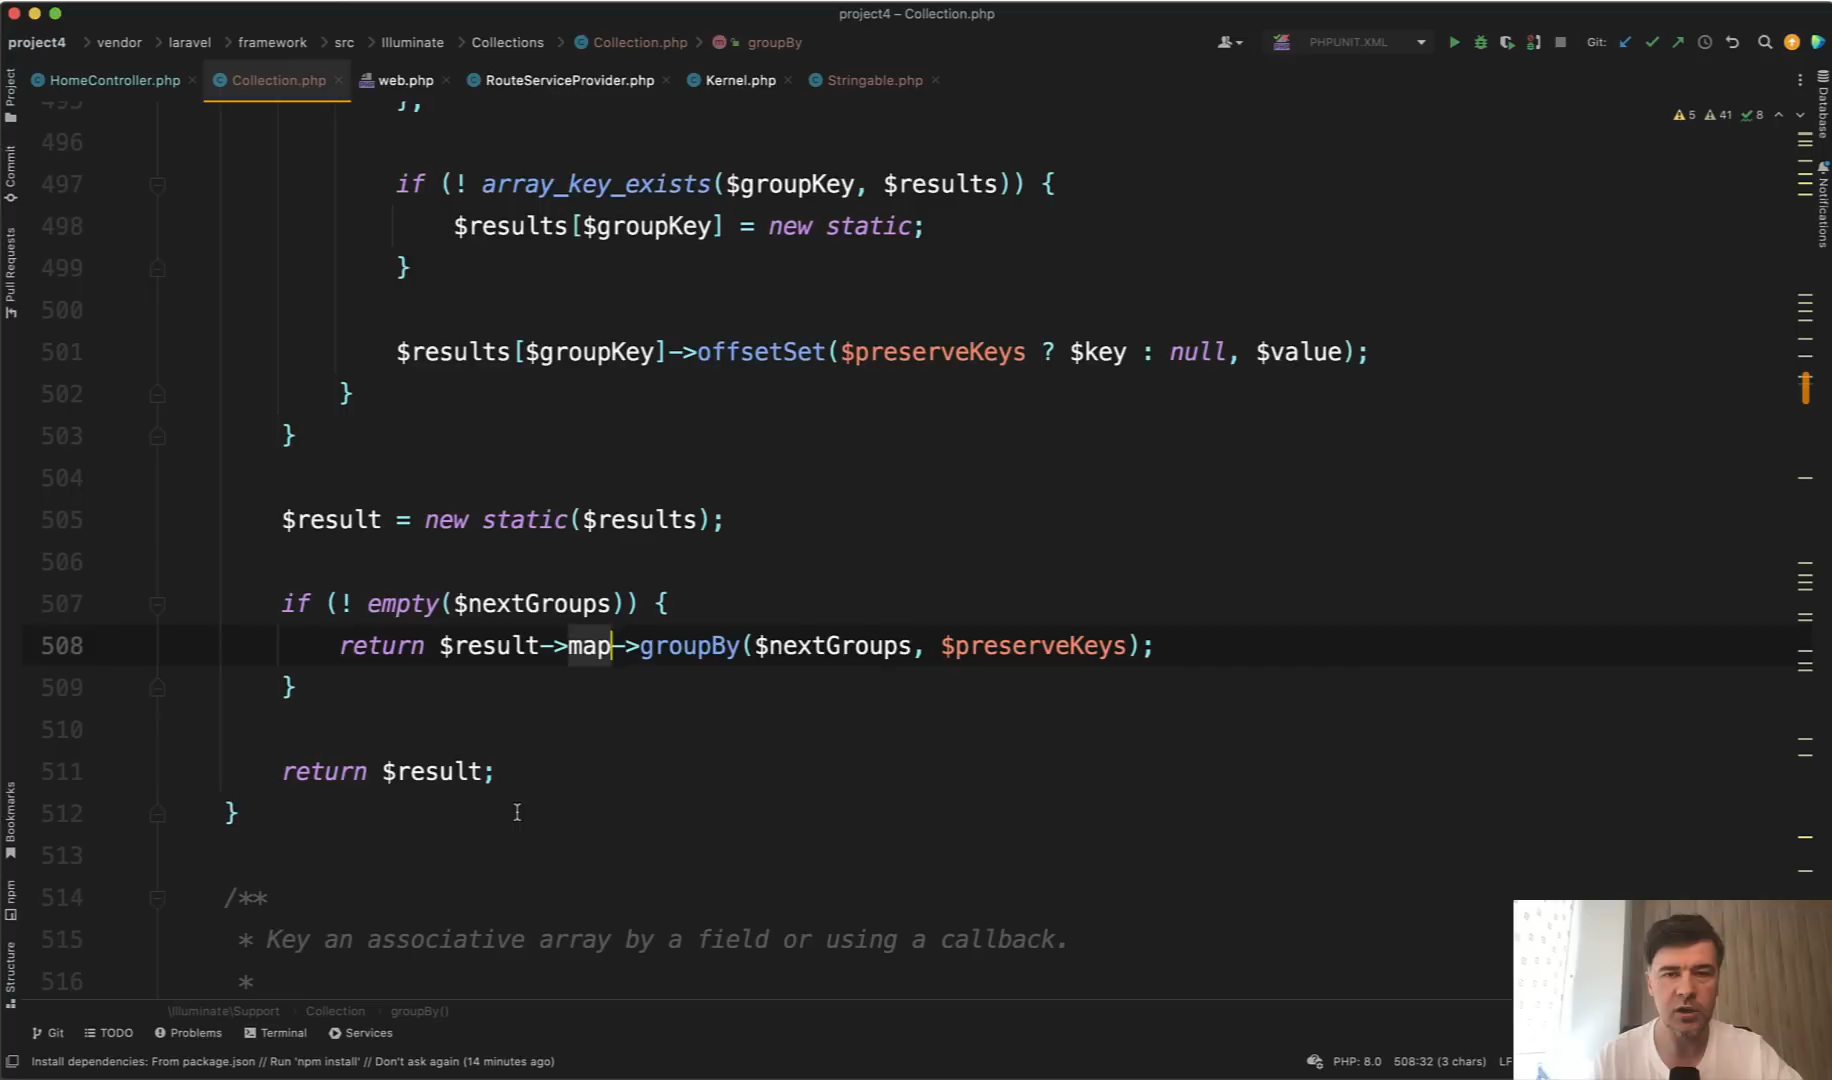 project4 – Collection.php
project4 > vendor > laravel > framework > src > Illuminate > Collections > Collection.php > groupBy
PHPUNIT.XML
Git:
HomeController.php Collection.php web.php RouteServiceProvider.php Kernel.php Stringable.php
Project
Commit
Pull Requests
Bookmarks
npm
Structure
Database
Notifications
5 41 8
495 },
496
497 if (! array_key_exists($groupKey, $results)) {
498 $results[$groupKey] = new static;
499 }
500
501 $results[$groupKey]->offsetSet($preserveKeys ? $key : null, $value);
502 }
503 }
504
505 $result = new static($results);
506
507 if (! empty($nextGroups)) {
508 return $result->map->groupBy($nextGroups, $preserveKeys);
509 }
510
511 return $result;
512 }
513
514 /**
515 * Key an associative array by a field or using a callback.
516 *
\Illuminate\Support > Collection > groupBy()
Git TODO Problems Terminal Services
Install dependencies: From package.json // Run 'npm install' // Don't ask again (14 minutes ago)
PHP: 8.0 508:32 (3 chars) LF